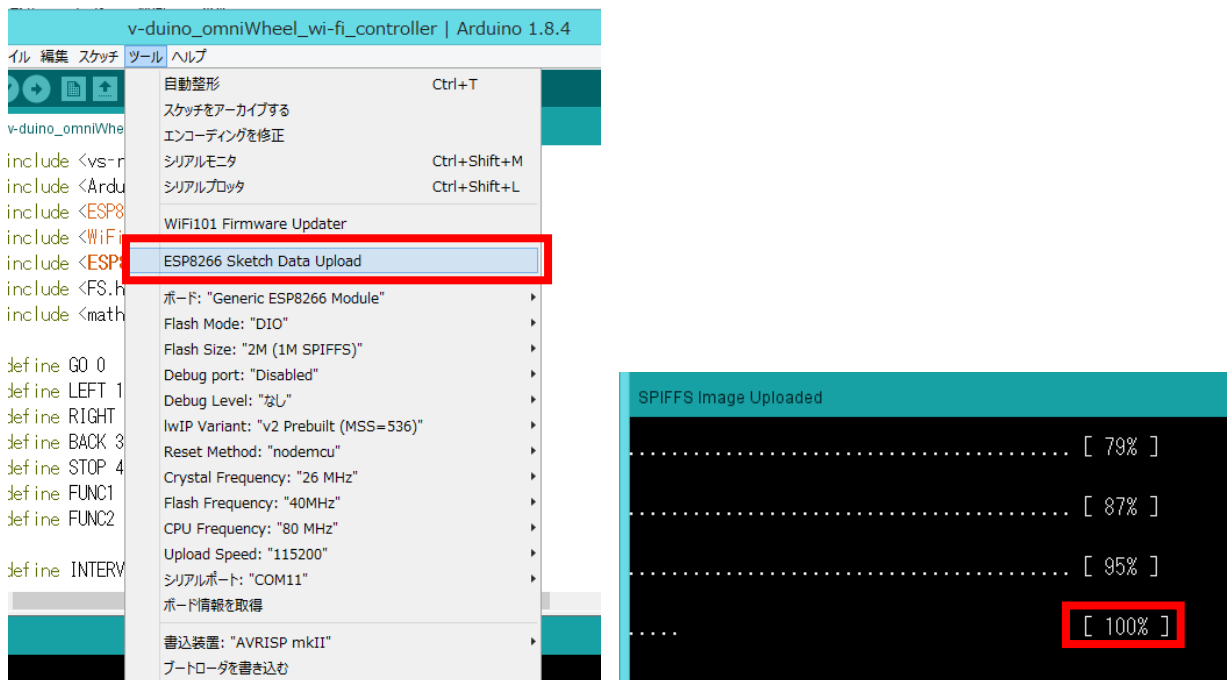 v-duino_omniWheel_wi-fi_controller | Arduino 1.8.4
イル 編集 スケッチ ツール ヘルプ
v-duino_omniWhe
include <vs-r
include <Ardu
include <ESP8
include <WiFi
include <ESP8
include <FS.h
include <math
define GO 0
define LEFT 1
define RIGHT
define BACK 3
define STOP 4
define FUNC1
define FUNC2
define INTERV
自動整形 Ctrl+T
スケッチをアーカイブする
エンコーディングを修正
シリアルモニタ Ctrl+Shift+M
シリアルプロッタ Ctrl+Shift+L
WiFi101 Firmware Updater
ESP8266 Sketch Data Upload
ボード: "Generic ESP8266 Module"
Flash Mode: "DIO"
Flash Size: "2M (1M SPIFFS)"
Debug port: "Disabled"
Debug Level: "なし"
lwIP Variant: "v2 Prebuilt (MSS=536)"
Reset Method: "nodemcu"
Crystal Frequency: "26 MHz"
Flash Frequency: "40MHz"
CPU Frequency: "80 MHz"
Upload Speed: "115200"
シリアルポート: "COM11"
ボード情報を取得
書込装置: "AVRISP mkII"
ブートローダを書き込む
SPIFFS Image Uploaded
.......................................... [ 79% ]
.......................................... [ 87% ]
.......................................... [ 95% ]
..... [ 100% ]